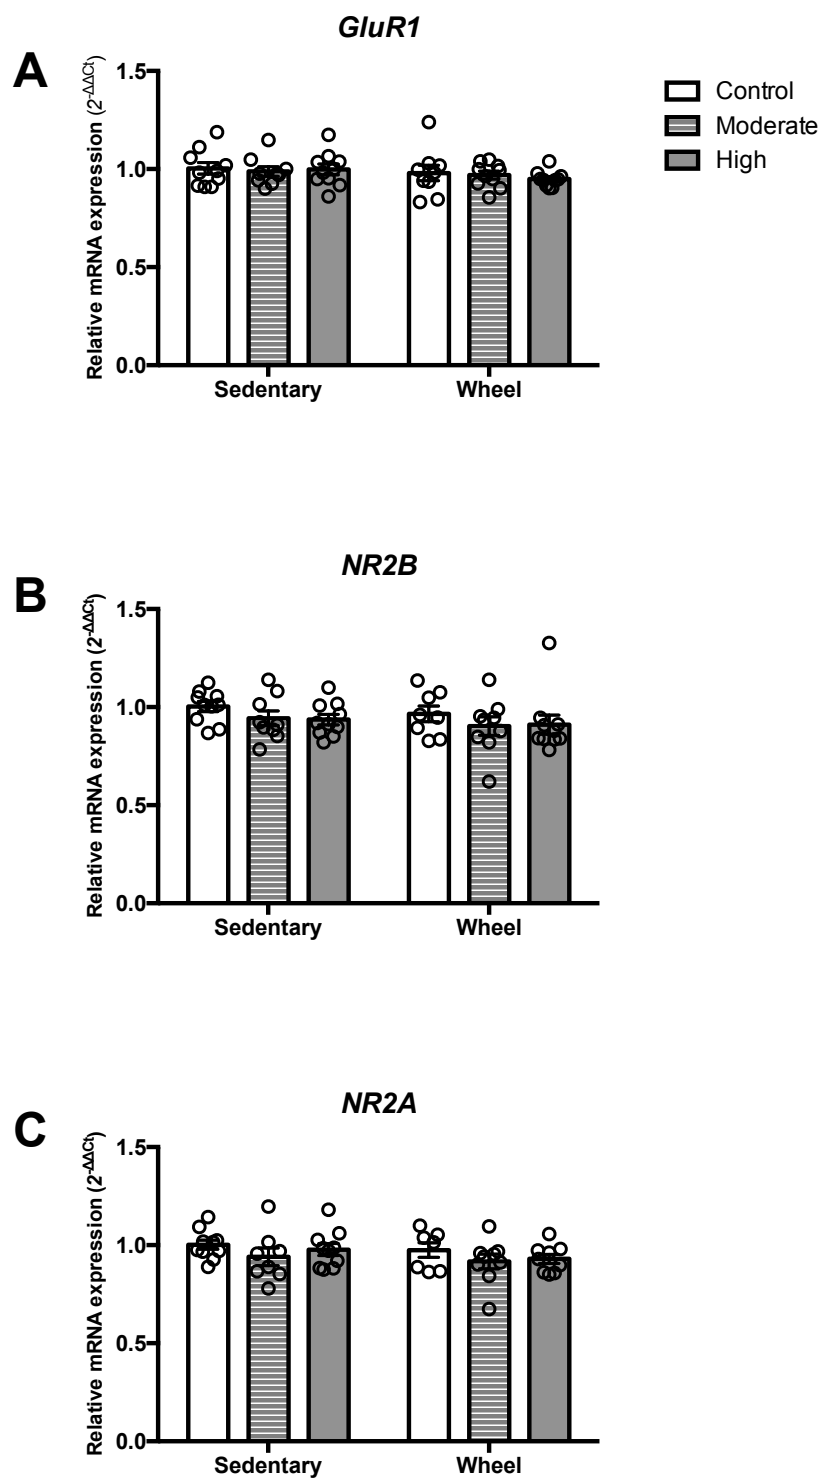 GluR1
A
Relative mRNA expression (2-ΔΔCt)
1.5
1.0
0.5
0.0
Sedentary
Wheel
Control
Moderate
High
NR2B
B
Relative mRNA expression (2-ΔΔCt)
1.5
1.0
0.5
0.0
Sedentary
Wheel
NR2A
C
Relative mRNA expression (2-ΔΔCt)
1.5
1.0
0.5
0.0
Sedentary
Wheel